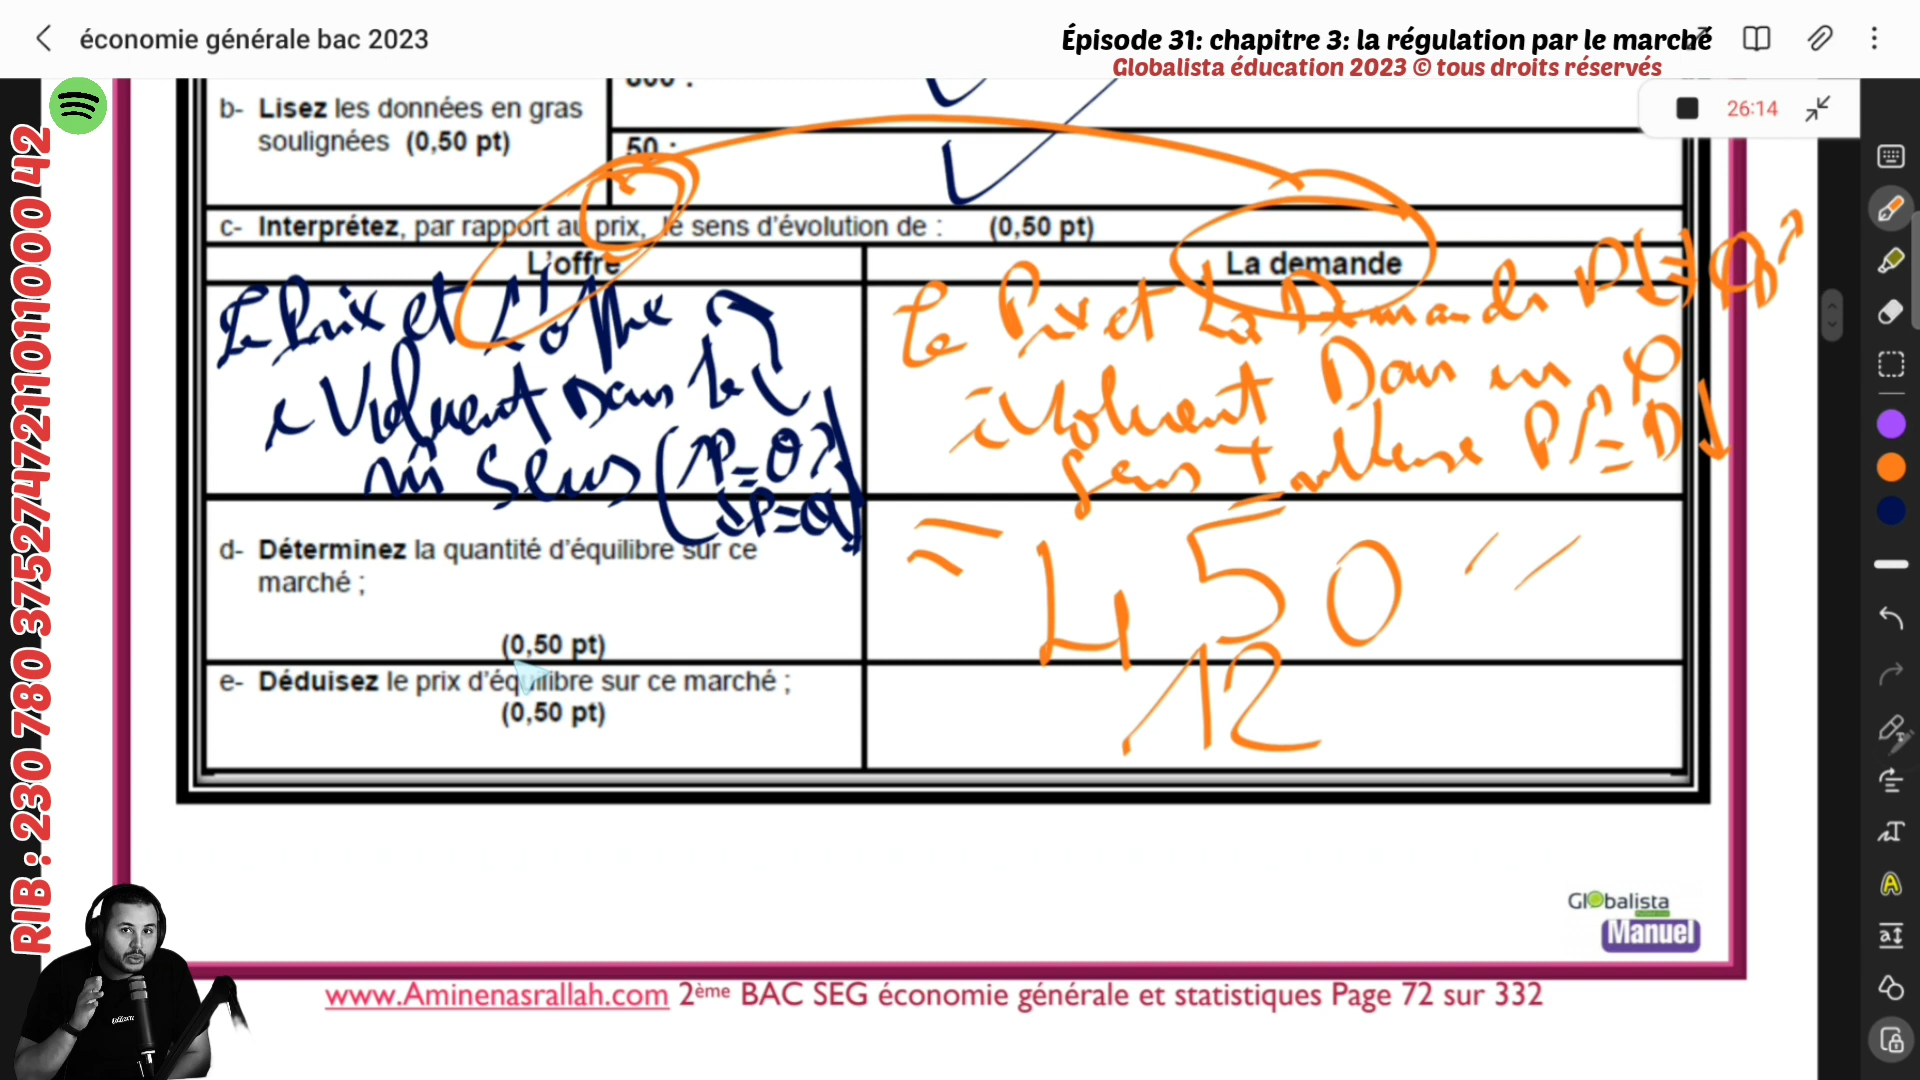 économie générale bac 2023
Épisode 31: chapitre 3: la régulation par le marché
Globalista éducation 2023 © tous droits réservés
26:14
RIB : 230 780 3752747211011000 42
b- Lisez les données en gras
soulignées (0,50 pt)
50 :
c- Interprétez, par rapport au prix, le sens d'évolution de : (0,50 pt)
L'offre
La demande
Le Prix et L'offre
évoluent Dans le
m sens (↗P=O↗
↓P=O↓)
Le Prix et La Demande P↓=D↗
évoluent Dans un
sens inverse P↗=D↓
d- Déterminez la quantité d'équilibre sur ce
marché ;
(0,50 pt)
= 450
e- Déduisez le prix d'équilibre sur ce marché ;
(0,50 pt)
12
Globalista
Manuel
www.Aminenasrallah.com 2ème BAC SEG économie générale et statistiques Page 72 sur 332